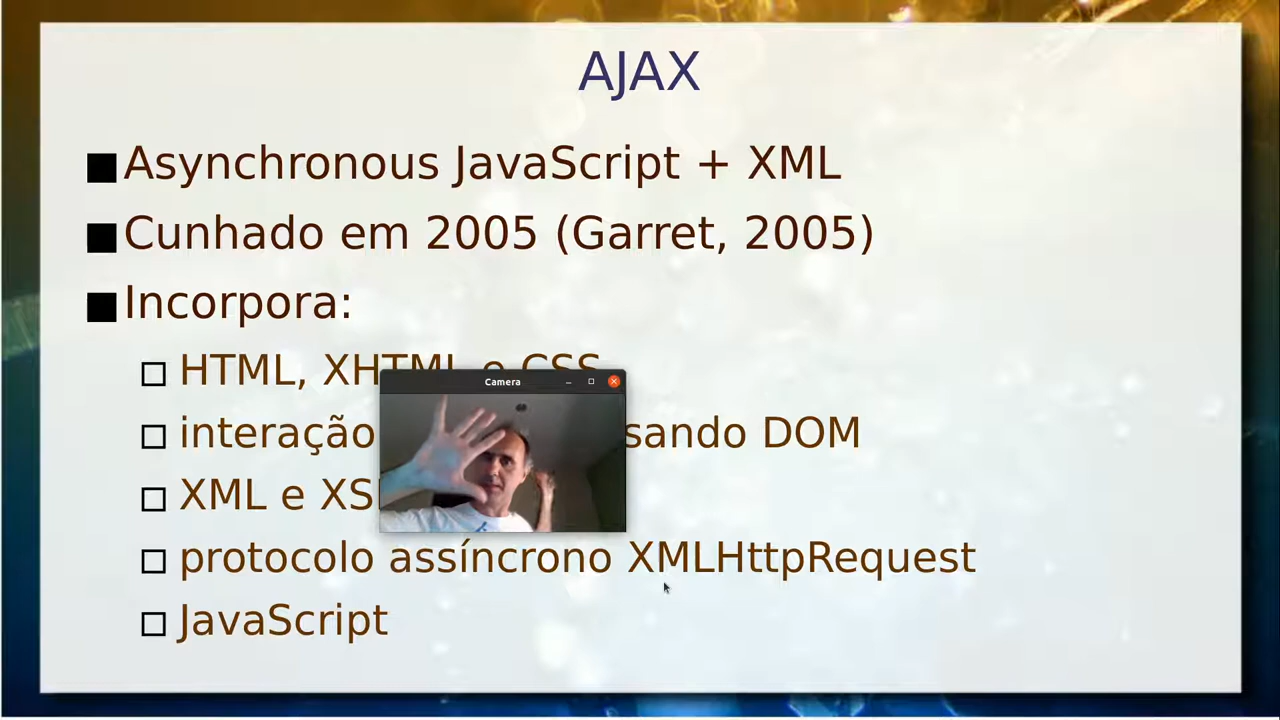 AJAX
Asynchronous JavaScript + XML
Cunhado em 2005 (Garret, 2005)
Incorpora:
HTML, XHTML e CSS
interação sando DOM
XML e XS
protocolo assíncrono XMLHttpRequest
JavaScript
Camera